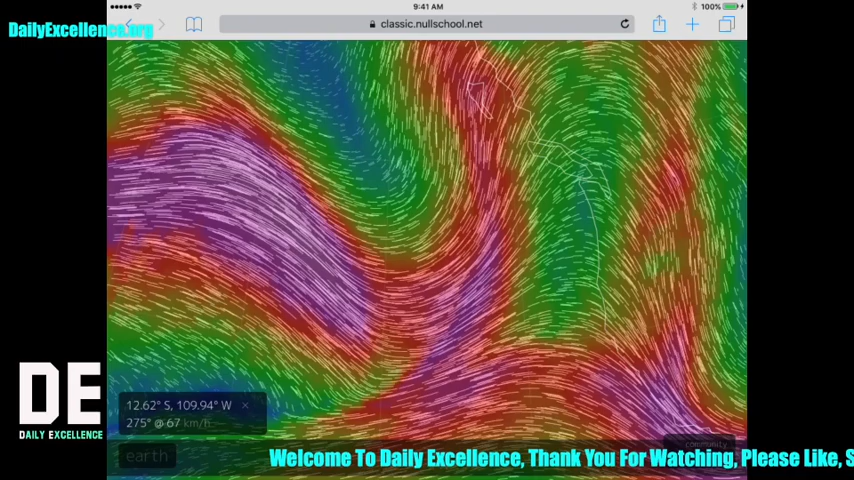 9:41 AM
100%
classic.nullschool.net
DailyExcellence.org
12.62° S, 109.94° W ×
275° @ 67 km/h
DE
DAILY EXCELLENCE
community
earth
Welcome To Daily Excellence, Thank You For Watching, Please Like, S